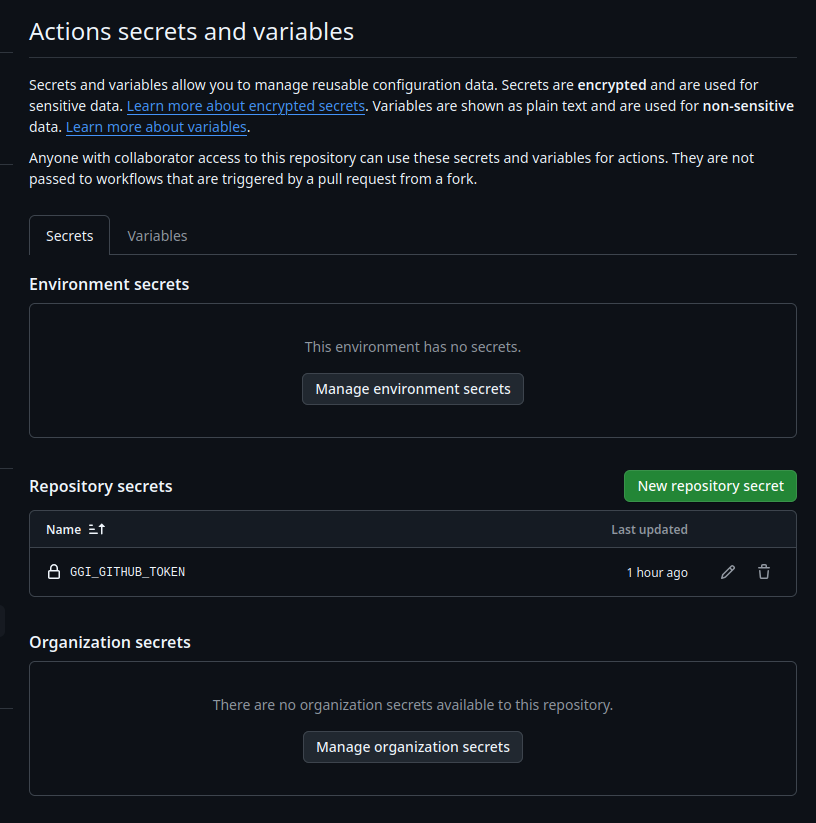 Actions secrets and variables
Secrets and variables allow you to manage reusable configuration data. Secrets are encrypted and are used for
sensitive data. Learn more about encrypted secrets. Variables are shown as plain text and are used for non-sensitive
data. Learn more about variables.
Anyone with collaborator access to this repository can use these secrets and variables for actions. They are not
passed to workflows that are triggered by a pull request from a fork.
Secrets
Variables
Environment secrets
This environment has no secrets.
Manage environment secrets
Repository secrets
New repository secret
Name
Last updated
GGI_GITHUB_TOKEN
1 hour ago
Organization secrets
There are no organization secrets available to this repository.
Manage organization secrets